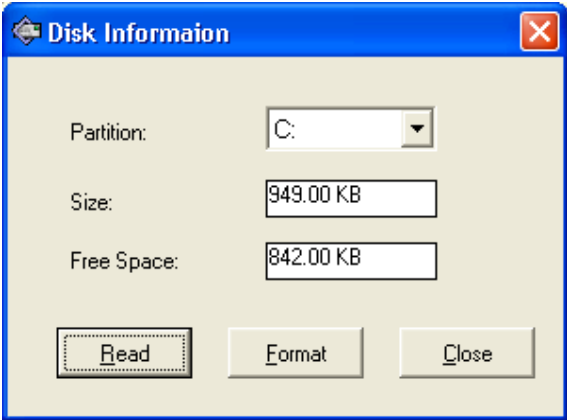 Disk Informaion
Partition: C:
Size: 949.00 KB
Free Space: 842.00 KB
Read Format Close